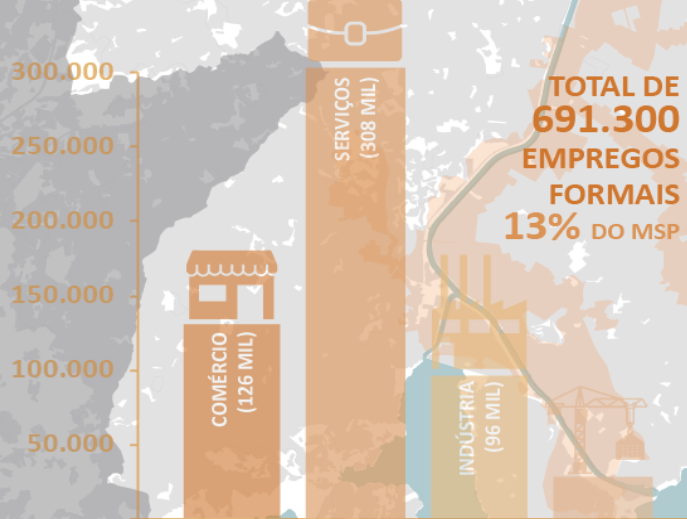 300.000
250.000
200.000
150.000
100.000
50.000
COMÉRCIO
(126 MIL)
SERVIÇOS
(308 MIL)
INDÚSTRIA
(96 MIL)
TOTAL DE
691.300
EMPREGOS
FORMAIS
13% DO MSP